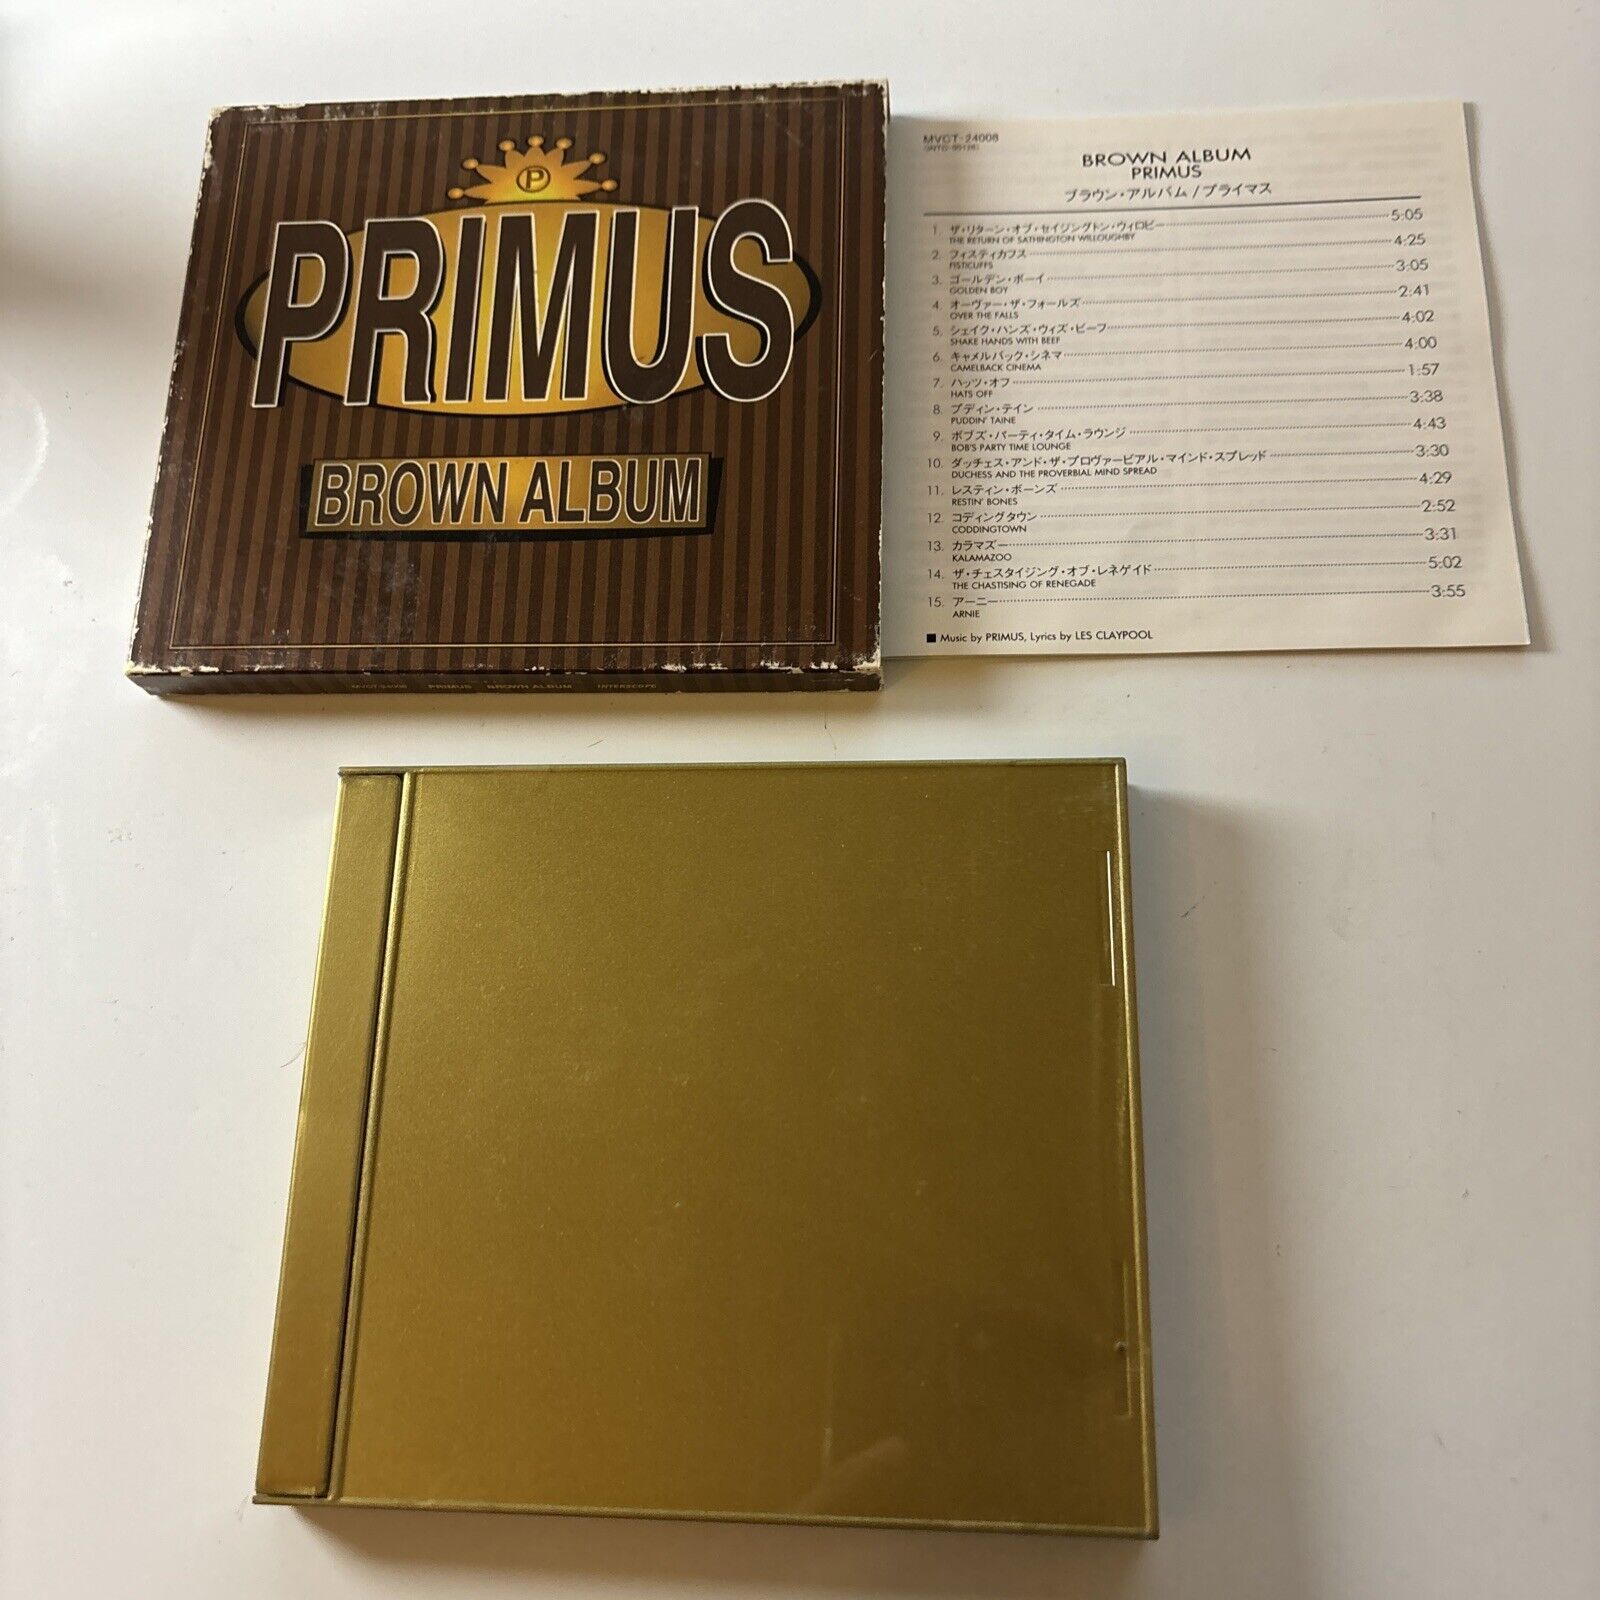 P
PRIMUS
BROWN ALBUM
PRIMUS BROWN ALBUM INTERSCOPE
MVCT-24008
BROWN ALBUM
PRIMUS
ブラウン・アルバム / プライマス
1. ザ・リターン・オブ・セイジングトン・ウィロビー 5:05
THE RETURN OF SATHINGTON WILLOUGHBY
2. フィスティカフス 4:25
FISTICUFFS
3. ゴールデン・ボーイ 3:05
GOLDEN BOY
4. オーヴァー・ザ・フォールズ 2:41
OVER THE FALLS
5. シェイク・ハンズ・ウィズ・ビーフ 4:02
SHAKE HANDS WITH BEEF
6. キャメルバック・シネマ 4:00
CAMELBACK CINEMA
7. ハッツ・オフ 1:57
HATS OFF
8. プディン・テイン 3:38
PUDDIN' TAINE
9. ボブズ・パーティ・タイム・ラウンジ 4:43
BOB'S PARTY TIME LOUNGE
10. ダッチェス・アンド・ザ・プロヴァービアル・マインド・スプレッド 3:30
DUCHESS AND THE PROVERBIAL MIND SPREAD
11. レスティン・ボーンズ 4:29
RESTIN' BONES
12. コディングタウン 2:52
CODDINGTOWN
13. カラマズー 3:31
KALAMAZOO
14. ザ・チェスタイジング・オブ・レネゲイド 5:02
THE CHASTISING OF RENEGADE
15. アーニー 3:55
ARNIE
■ Music by PRIMUS, Lyrics by LES CLAYPOOL